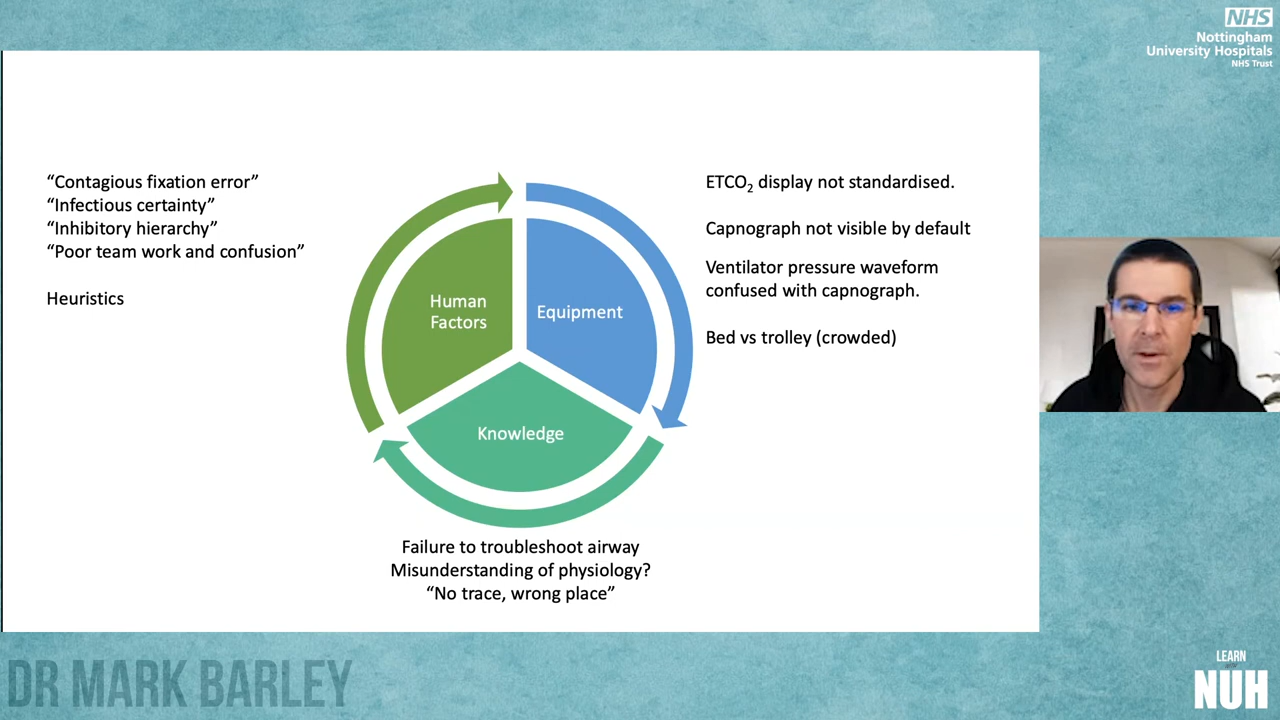 NHS
Nottingham
University Hospitals
NHS Trust
“Contagious fixation error”
“Infectious certainty”
“Inhibitory hierarchy”
“Poor team work and confusion”
Heuristics
Human
Factors
Equipment
Knowledge
ETCO₂ display not standardised.
Capnograph not visible by default
Ventilator pressure waveform
confused with capnograph.
Bed vs trolley (crowded)
Failure to troubleshoot airway
Misunderstanding of physiology?
“No trace, wrong place”
DR MARK BARLEY
LEARN
NUH